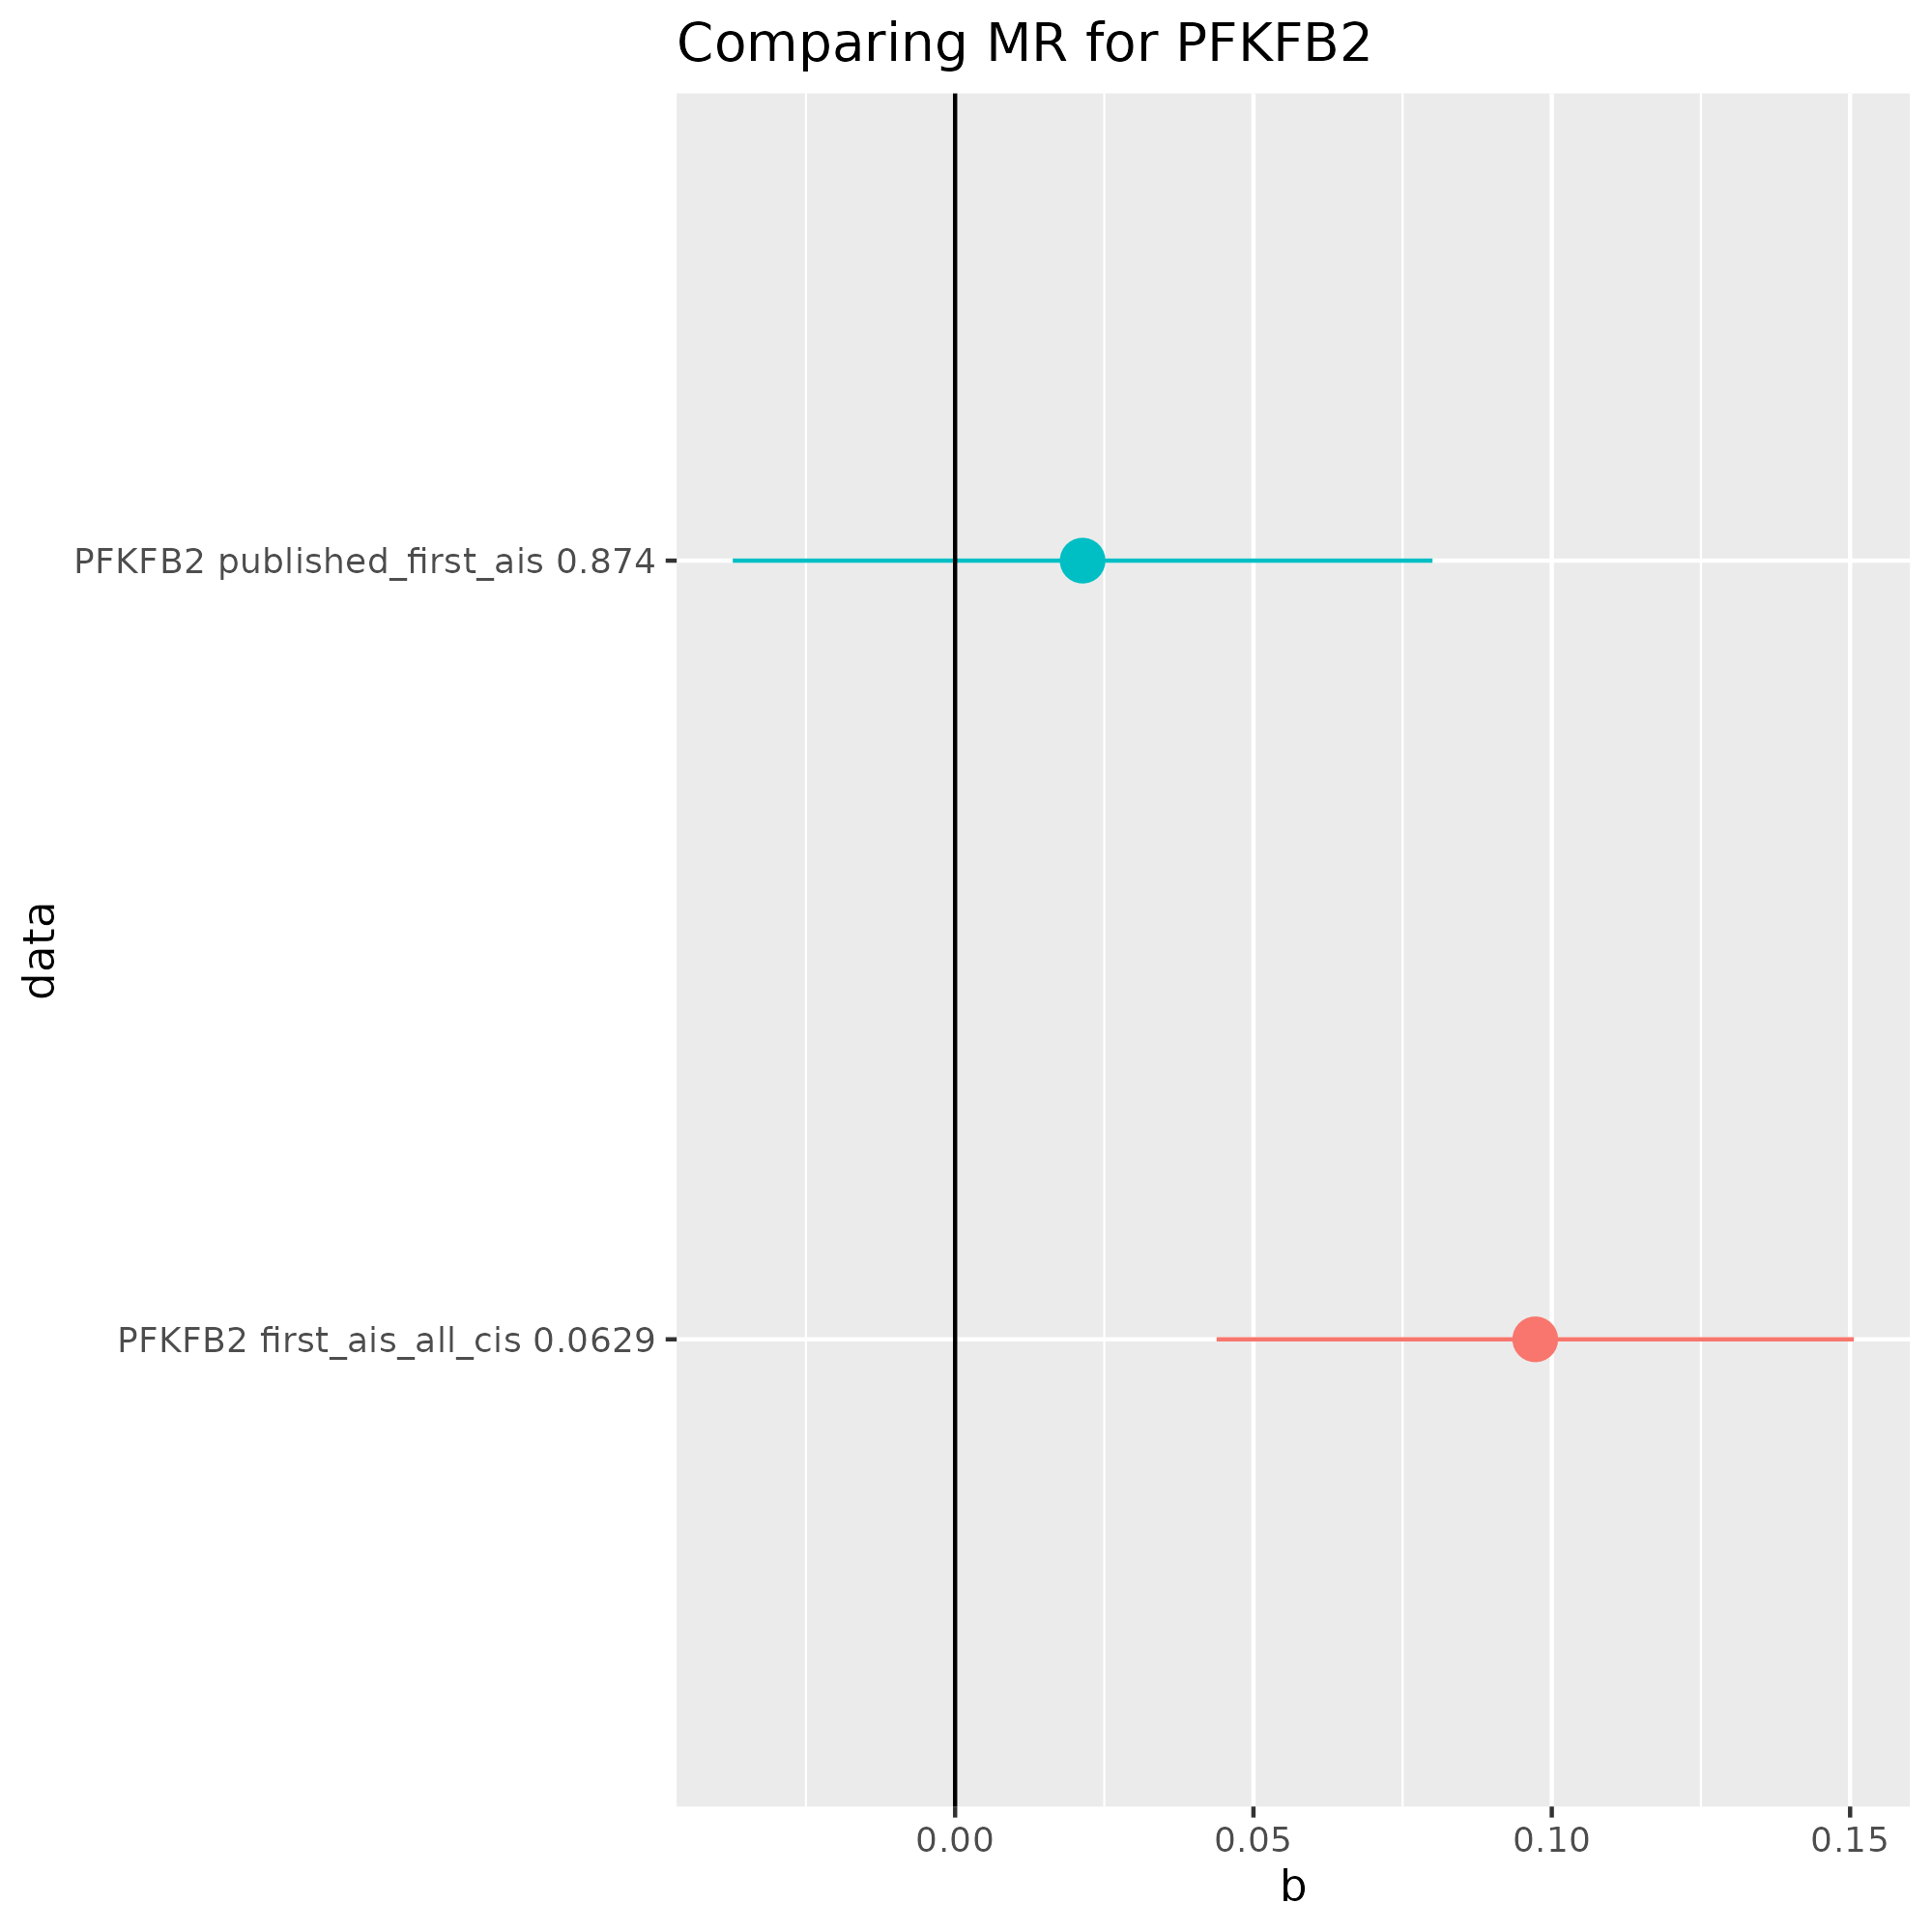 Comparing MR for PFKFB2
PFKFB2 published_first_ais 0.874
data
PFKFB2 first_ais_all_cis 0.0629
0.00 0.05 0.10 0.15
b